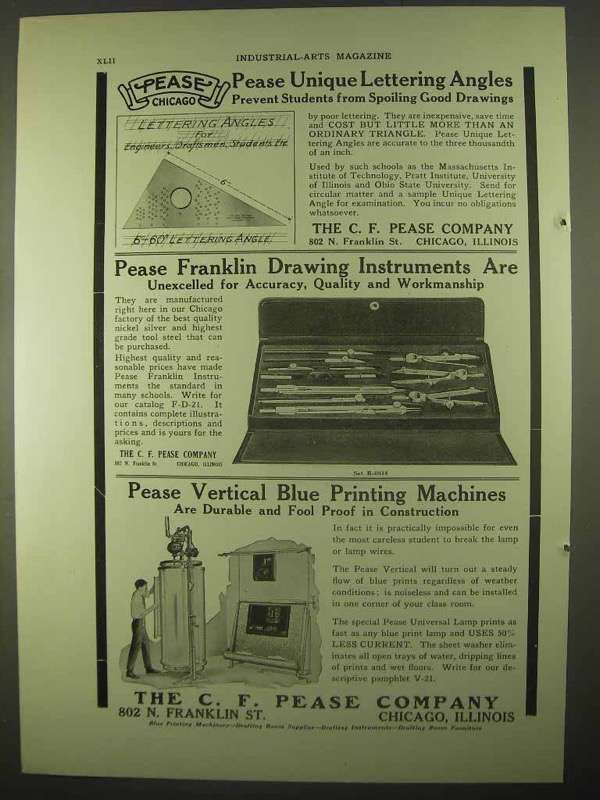 XLII
INDUSTRIAL-ARTS MAGAZINE
PEASE
CHICAGO
Pease Unique Lettering Angles
Prevent Students from Spoiling Good Drawings
LETTERING ANGLES
For
Engineers, Draftsmen, Students, Etc
6"
6"-60° LETTERING ANGLE
by poor lettering. They are inexpensive, save time
and COST BUT LITTLE MORE THAN AN
ORDINARY TRIANGLE. Pease Unique Let-
tering Angles are accurate to the three thousandth
of an inch.
Used by such schools as the Massachusetts In-
stitute of Technology, Pratt Institute, University
of Illinois and Ohio State University. Send for
circular matter and a sample Unique Lettering
Angle for examination. You incur no obligations
whatsoever.
THE C. F. PEASE COMPANY
802 N. Franklin St. CHICAGO, ILLINOIS
Pease Franklin Drawing Instruments Are
Unexcelled for Accuracy, Quality and Workmanship
They are manufactured
right here in our Chicago
factory of the best quality
nickel silver and highest
grade tool steel that can
be purchased.
Highest quality and rea-
sonable prices have made
Pease Franklin Instru-
ments the standard in
many schools. Write for
our catalog F-D-21. It
contains complete illustra-
tions, descriptions and
prices and is yours for the
asking.
THE C. F. PEASE COMPANY
802 N. Franklin St. CHICAGO, ILLINOIS
Pease Vertical Blue Printing Machines
Are Durable and Fool Proof in Construction
In fact it is practically impossible for even
the most careless student to break the lamp
or lamp wires.
The Pease Vertical will turn out a steady
flow of blue prints regardless of weather
conditions; is noiseless and can be installed
in one corner of your class room.
The special Pease Universal Lamp prints as
fast as any blue print lamp and USES 50%
LESS CURRENT. The sheet washer elim-
inates all open trays of water, dripping lines
of prints and wet floors. Write for our de-
scriptive pamphlet V-21.
THE C. F. PEASE COMPANY
802 N. FRANKLIN ST. CHICAGO, ILLINOIS
Blue Printing Machinery—Drafting Room Supplies—Drafting Instruments—Drafting Room Furniture